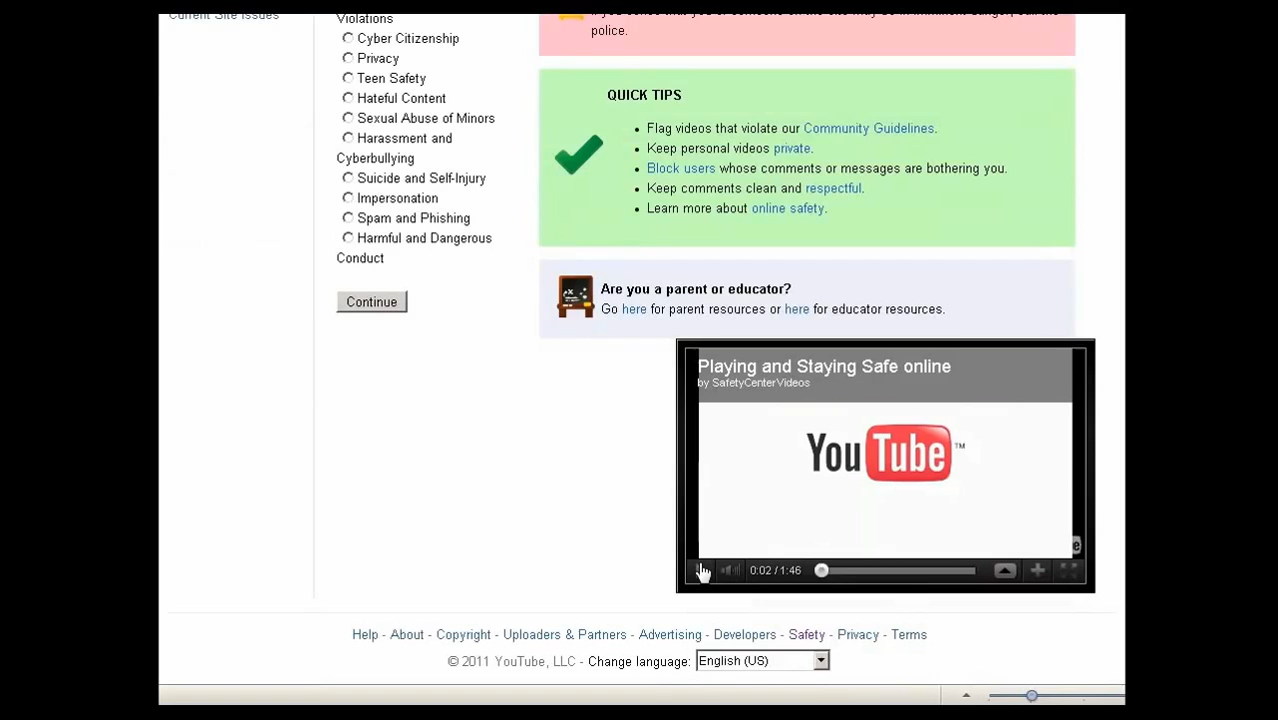 Current Site Issues
Violations
Cyber Citizenship
Privacy
Teen Safety
Hateful Content
Sexual Abuse of Minors
Harassment and
Cyberbullying
Suicide and Self-Injury
Impersonation
Spam and Phishing
Harmful and Dangerous
Conduct
Continue
police.
QUICK TIPS
Flag videos that violate our Community Guidelines.
Keep personal videos private.
Block users whose comments or messages are bothering you.
Keep comments clean and respectful.
Learn more about online safety.
Are you a parent or educator?
Go here for parent resources or here for educator resources.
Playing and Staying Safe online
by SafetyCenterVideos
YouTube™
0:02 / 1:46
Help - About - Copyright - Uploaders & Partners - Advertising - Developers - Safety - Privacy - Terms
© 2011 YouTube, LLC - Change language: English (US)